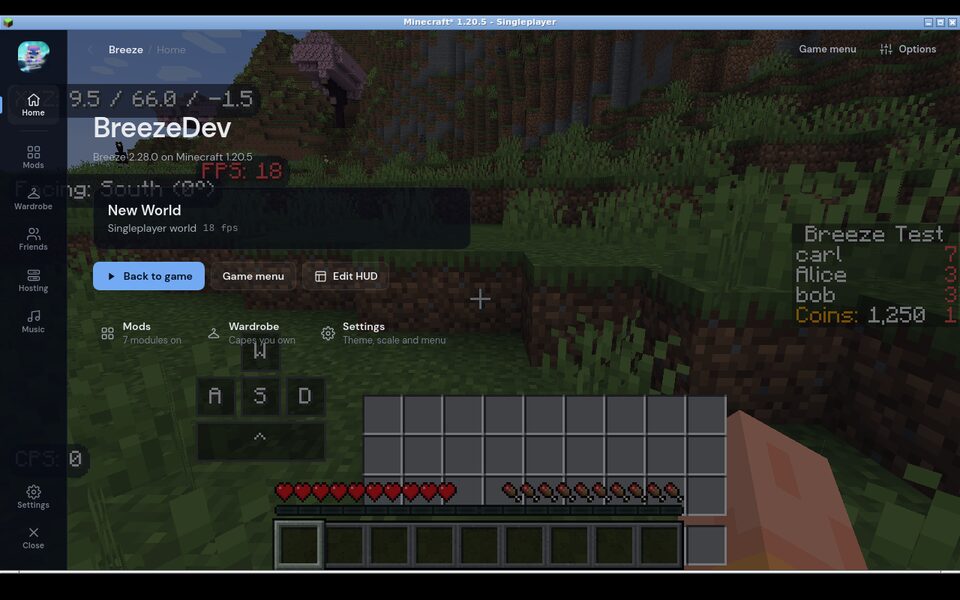 Minecraft* 1.20.5 - Singleplayer
Breeze / Home
Game menu
Options
Home
9.5 / 66.0 / -1.5
BreezeDev
Breeze 2.28.0 on Minecraft 1.20.5
FPS: 18
Mods
Facing: South (0°)
Wardrobe
New World
Singleplayer world 18 fps
Friends
Breeze Test
carl 7
Alice 3
bob 3
Coins: 1,250 1
Hosting
Back to game
Game menu
Edit HUD
Music
Mods
7 modules on
Wardrobe
Capes you own
Settings
Theme, scale and menu
W
A S D
^
CPS: 0
Settings
Close